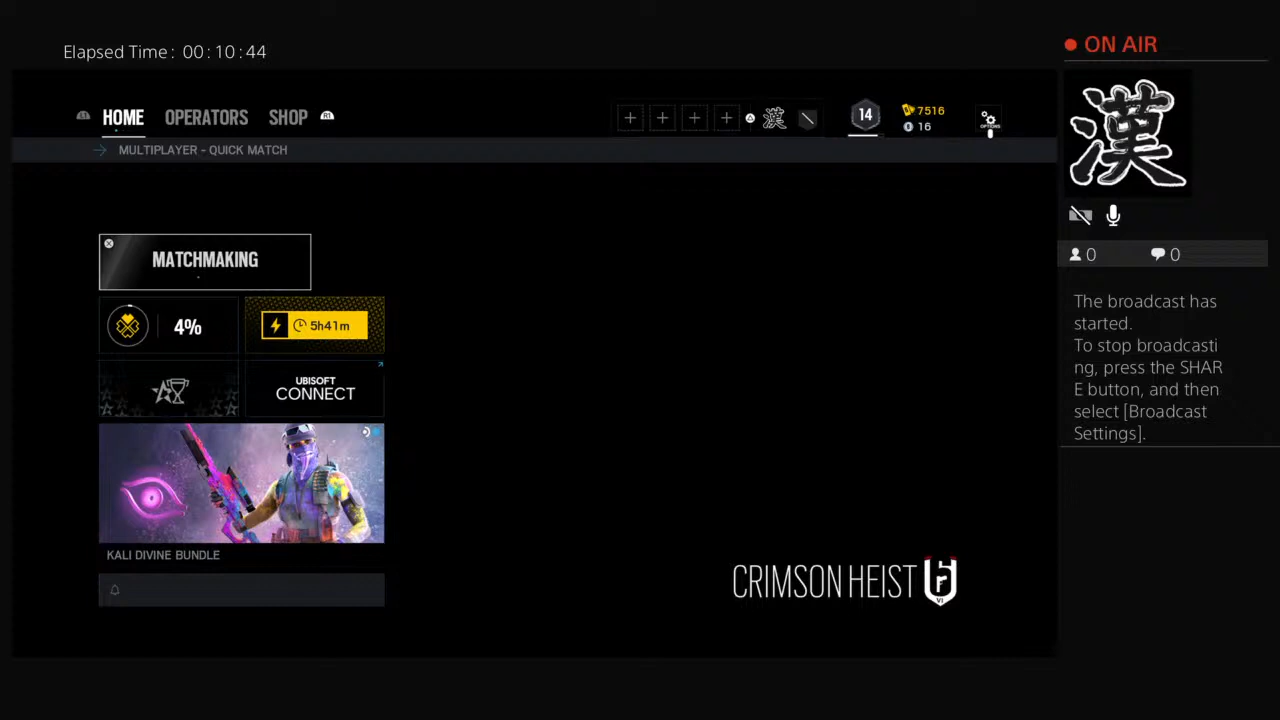 Elapsed Time: 00:10:44
ON AIR
HOME OPERATORS SHOP
14
7516
16
OPTIONS
漢
MULTIPLAYER - QUICK MATCH
漢
MATCHMAKING
0 0
4%
5h41m
The broadcast has
started.
To stop broadcasti
ng, press the SHAR
E button, and then
select [Broadcast
Settings].
UBISOFT
CONNECT
KALI DIVINE BUNDLE
CRIMSON HEIST